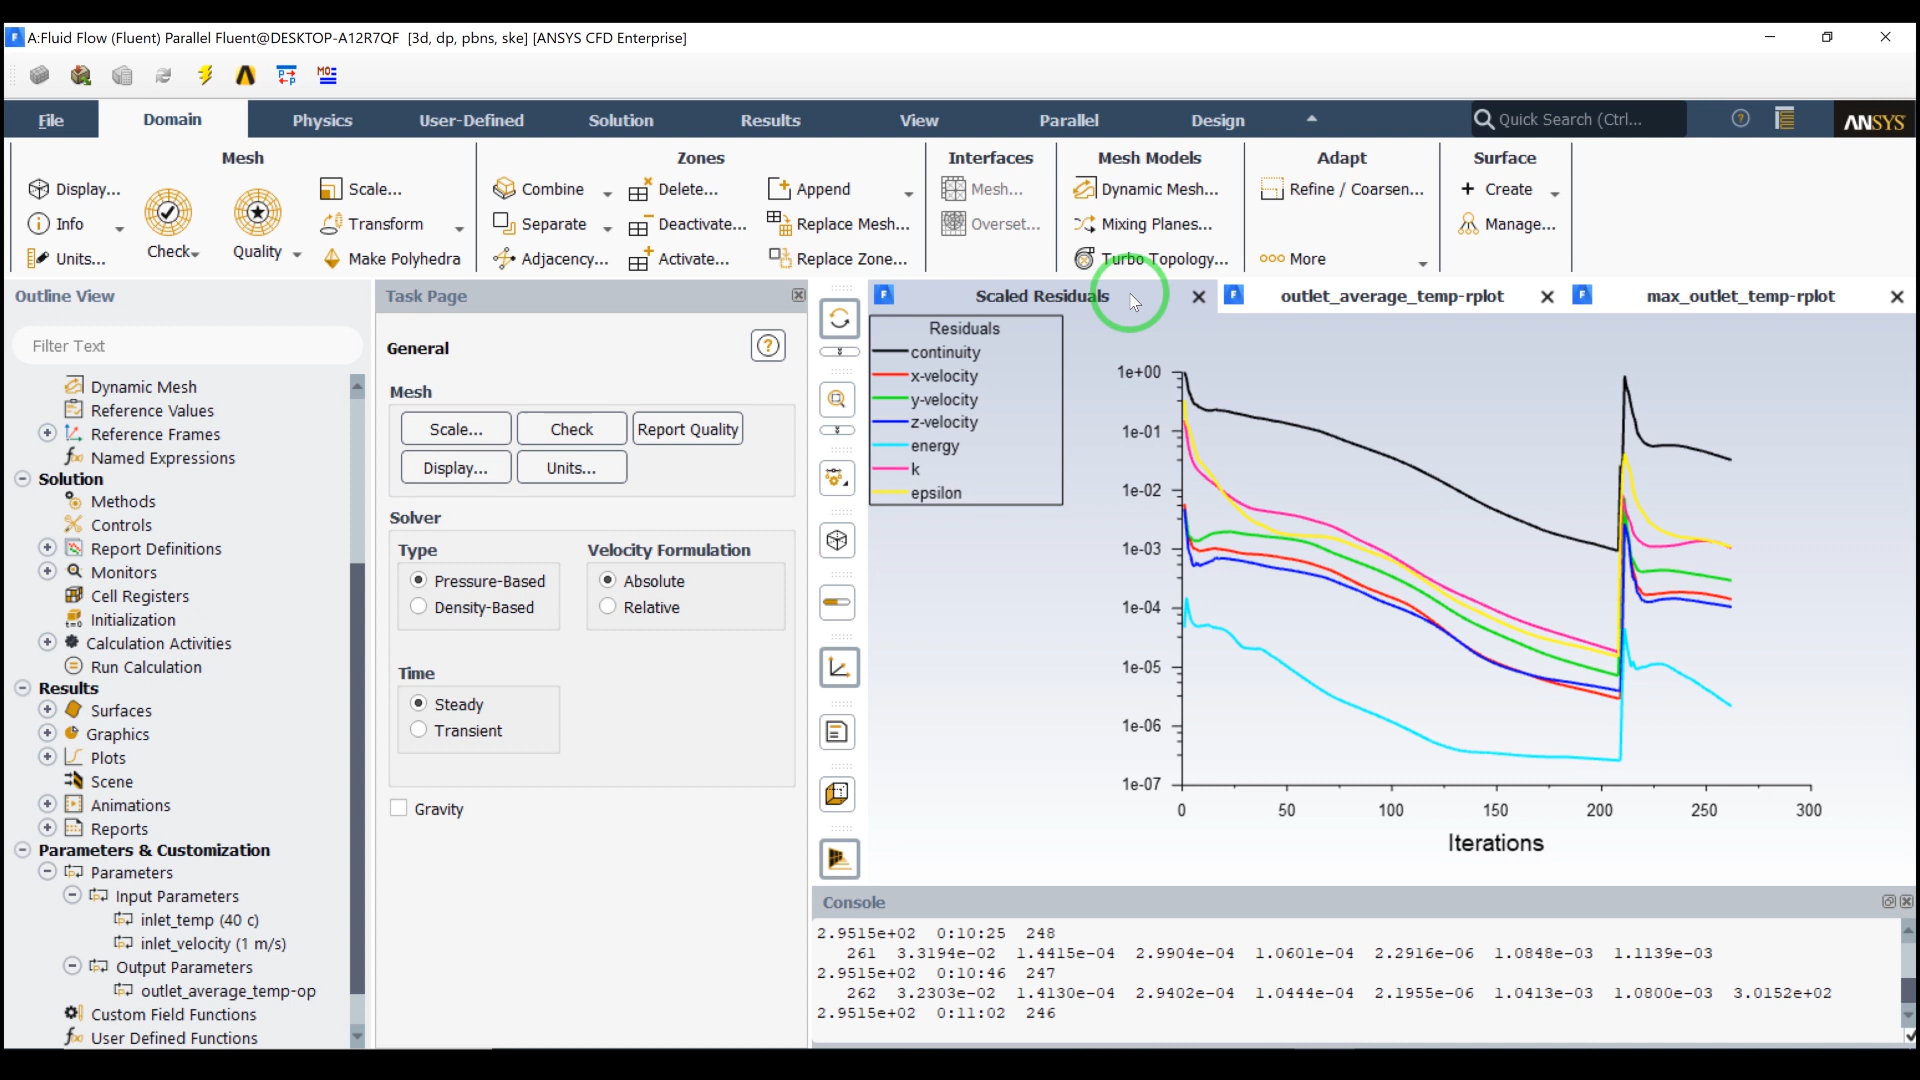 A:Fluid Flow (Fluent) Parallel Fluent@DESKTOP-A12R7QF [3d, dp, pbns, ske] [ANSYS CFD Enterprise]
File Domain Physics User-Defined Solution Results View Parallel Design Quick Search (Ctrl... ANSYS
Mesh Zones Interfaces Mesh Models Adapt Surface
Display... Scale... Combine Delete... Append Mesh... Dynamic Mesh... Refine / Coarsen... + Create
Info Transform Separate Deactivate... Replace Mesh... Overset... Mixing Planes... Manage...
Check Quality
Units... Make Polyhedra Adjacency... Activate... Replace Zone... Turbo Topology... More
Outline View
Filter Text
Dynamic Mesh
Reference Values
Reference Frames
Named Expressions
Solution
Methods
Controls
Report Definitions
Monitors
Cell Registers
Initialization
Calculation Activities
Run Calculation
Results
Surfaces
Graphics
Plots
Scene
Animations
Reports
Parameters & Customization
Parameters
Input Parameters
inlet_temp (40 c)
inlet_velocity (1 m/s)
Output Parameters
outlet_average_temp-op
Custom Field Functions
User Defined Functions
Task Page
General
Mesh
Scale... Check Report Quality
Display... Units...
Solver
Type Velocity Formulation
Pressure-Based Absolute
Density-Based Relative
Time
Steady
Transient
Gravity
Scaled Residuals outlet_average_temp-rplot max_outlet_temp-rplot
Residuals
continuity
x-velocity
y-velocity
z-velocity
energy
k
epsilon
1e+00
1e-01
1e-02
1e-03
1e-04
1e-05
1e-06
1e-07
0 50 100 150 200 250 300
Iterations
Console
2.9515e+02 0:10:25 248
261 3.3194e-02 1.4415e-04 2.9904e-04 1.0601e-04 2.2916e-06 1.0848e-03 1.1139e-03
2.9515e+02 0:10:46 247
262 3.2303e-02 1.4130e-04 2.9402e-04 1.0444e-04 2.1955e-06 1.0413e-03 1.0800e-03 3.0152e+02
2.9515e+02 0:11:02 246